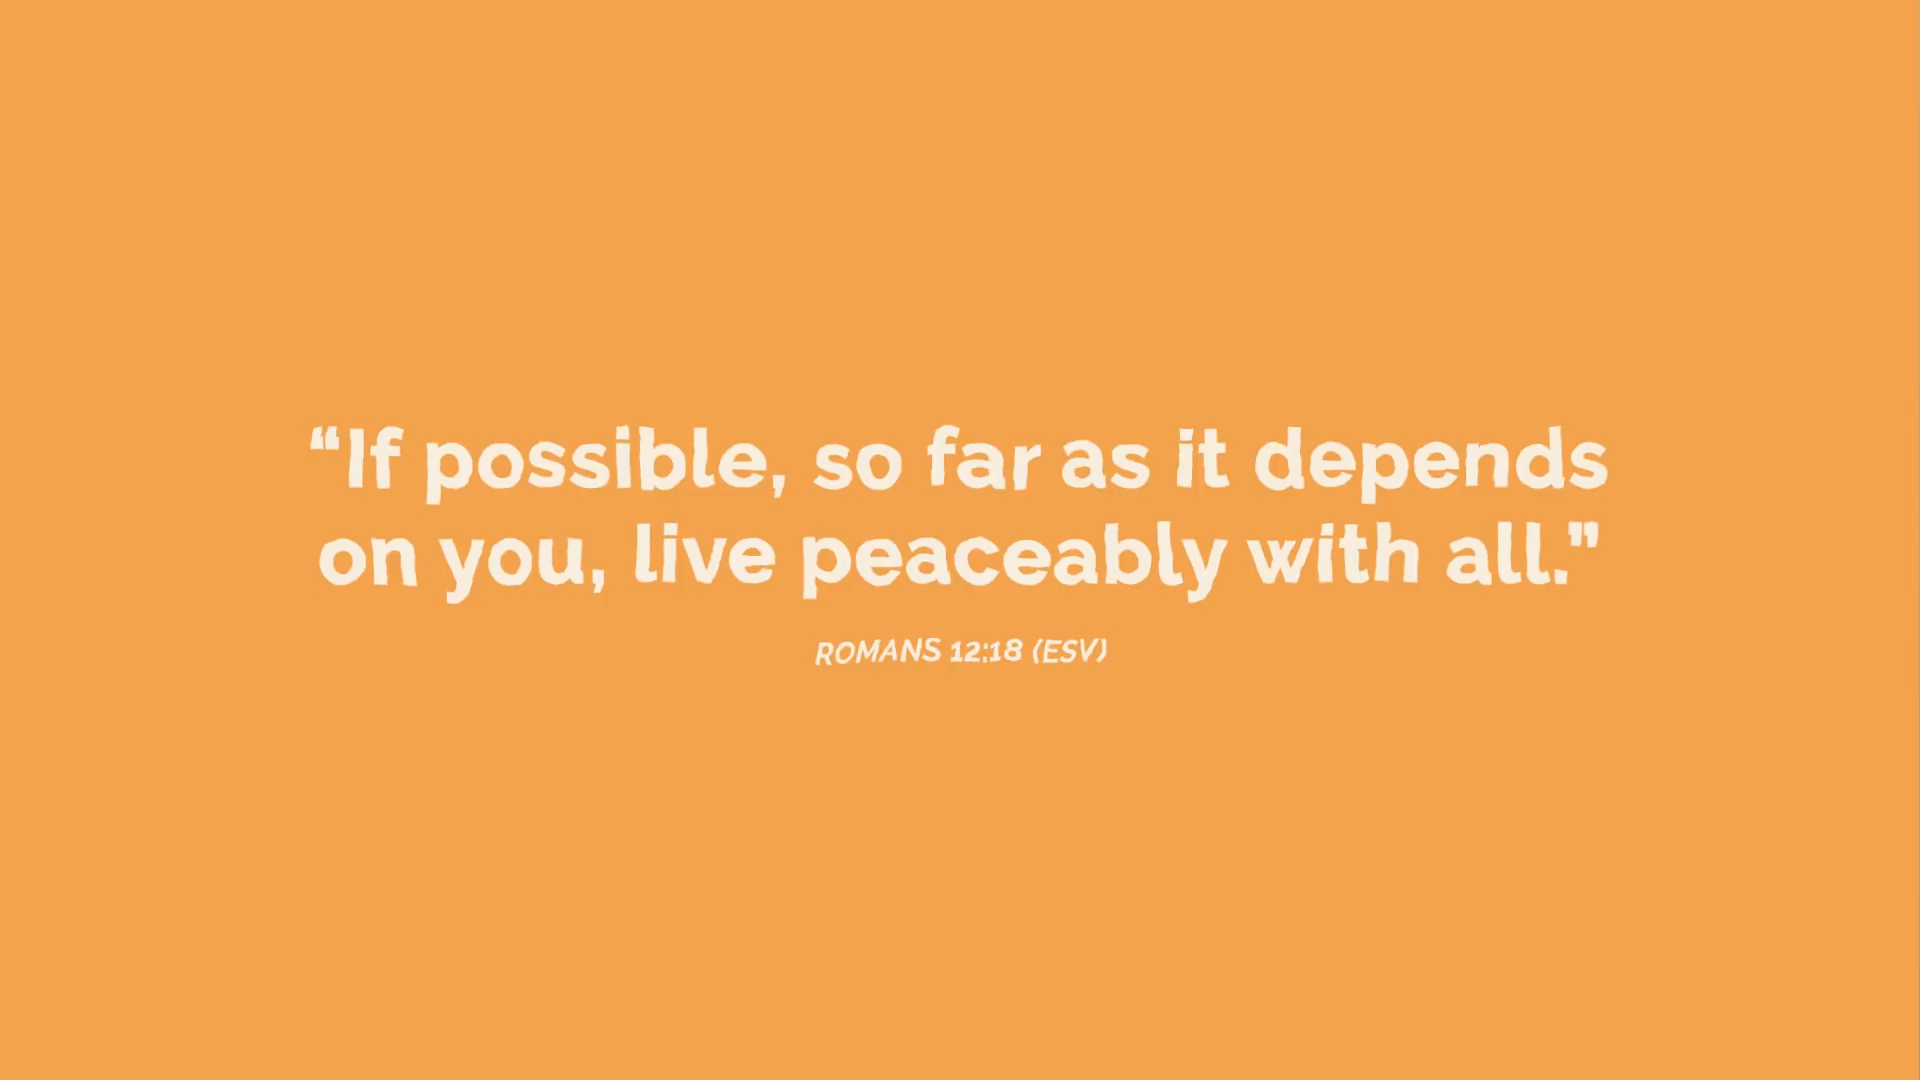 “If possible, so far as it depends
on you, live peaceably with all.”
ROMANS 12:18 (ESV)